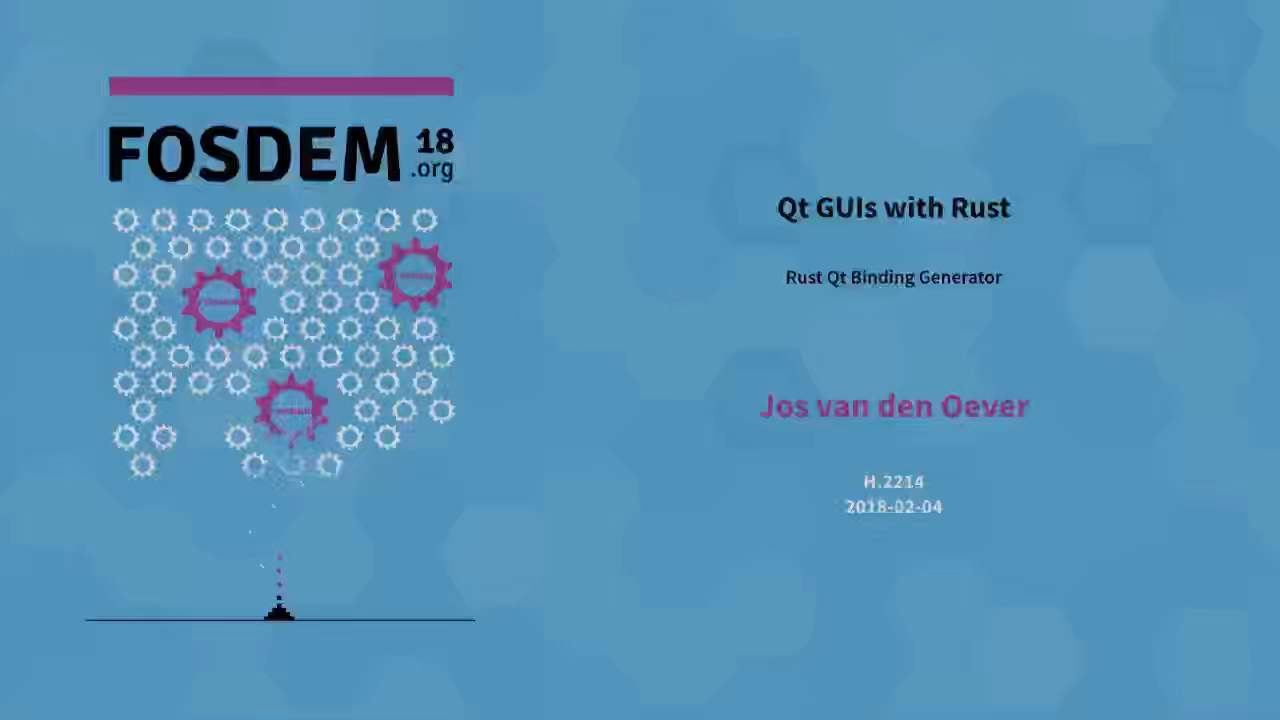 FOSDEM 18
.org
Qt GUIs with Rust
Rust Qt Binding Generator
Jos van den Oever
H.2214
2018-02-04